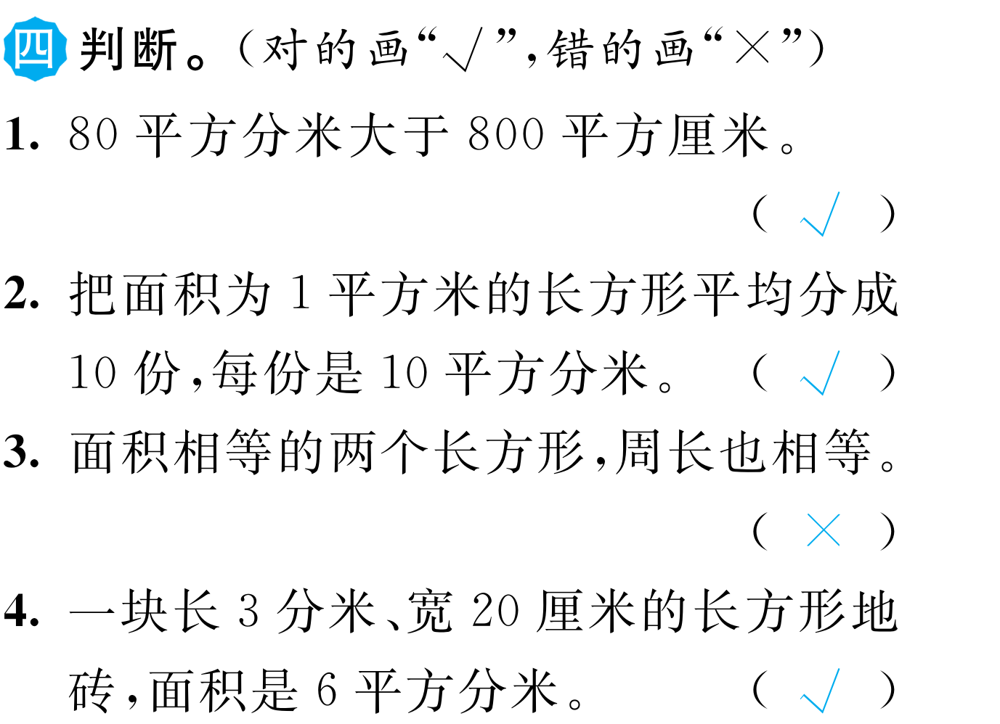 四 判断。(对的画“√”,错的画“×”)
1. 80 平方分米大于 800 平方厘米。
( √ )
2. 把面积为 1 平方米的长方形平均分成
10 份,每份是 10 平方分米。 ( √ )
3. 面积相等的两个长方形,周长也相等。
( × )
4. 一块长 3 分米、宽 20 厘米的长方形地
砖,面积是 6 平方分米。 ( √ )